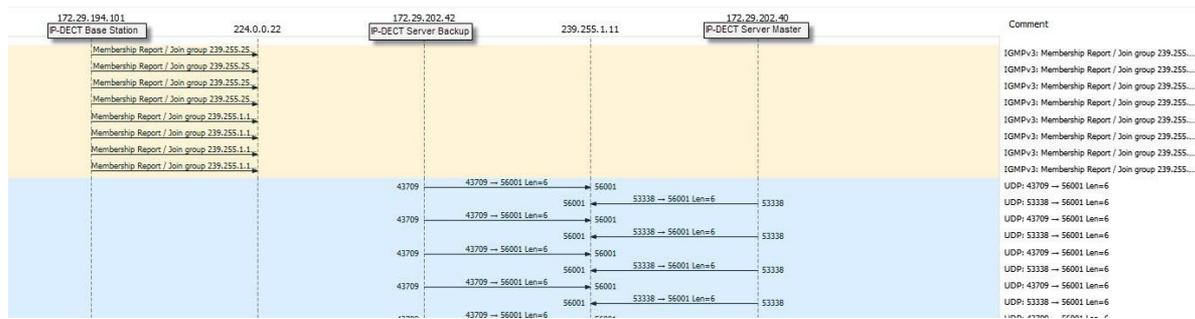 172.29.194.101 172.29.202.42 172.29.202.40
IP-DECT Base Station 224.0.0.22 IP-DECT Server Backup 239.255.1.11 IP-DECT Server Master Comment
Membership Report / Join group 239.255.25... IGMPv3: Membership Report / Join group 239.255....
Membership Report / Join group 239.255.25... IGMPv3: Membership Report / Join group 239.255....
Membership Report / Join group 239.255.25... IGMPv3: Membership Report / Join group 239.255....
Membership Report / Join group 239.255.25... IGMPv3: Membership Report / Join group 239.255....
Membership Report / Join group 239.255.1.1... IGMPv3: Membership Report / Join group 239.255....
Membership Report / Join group 239.255.1.1... IGMPv3: Membership Report / Join group 239.255....
Membership Report / Join group 239.255.1.1... IGMPv3: Membership Report / Join group 239.255....
Membership Report / Join group 239.255.1.1... IGMPv3: Membership Report / Join group 239.255....
43709 43709 → 56001 Len=6 56001 UDP: 43709 → 56001 Len=6
56001 53338 → 56001 Len=6 53338 UDP: 53338 → 56001 Len=6
43709 43709 → 56001 Len=6 56001 UDP: 43709 → 56001 Len=6
56001 53338 → 56001 Len=6 53338 UDP: 53338 → 56001 Len=6
43709 43709 → 56001 Len=6 56001 UDP: 43709 → 56001 Len=6
56001 53338 → 56001 Len=6 53338 UDP: 53338 → 56001 Len=6
43709 43709 → 56001 Len=6 56001 UDP: 43709 → 56001 Len=6
56001 53338 → 56001 Len=6 53338 UDP: 53338 → 56001 Len=6